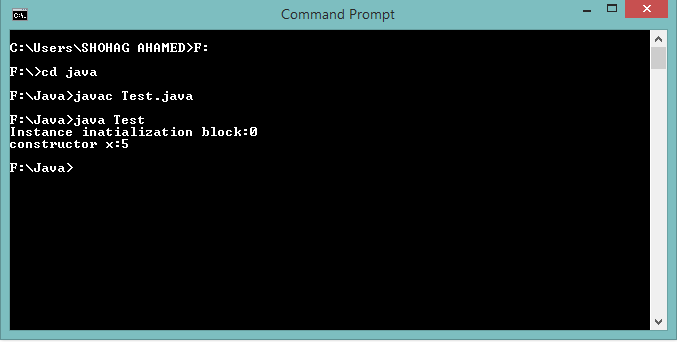 Command Prompt
C:\Users\SHOHAG AHAMED>F:
F:\>cd java
F:\Java>javac Test.java
F:\Java>java Test
Instance inatialization block:0
constructor x:5
F:\Java>